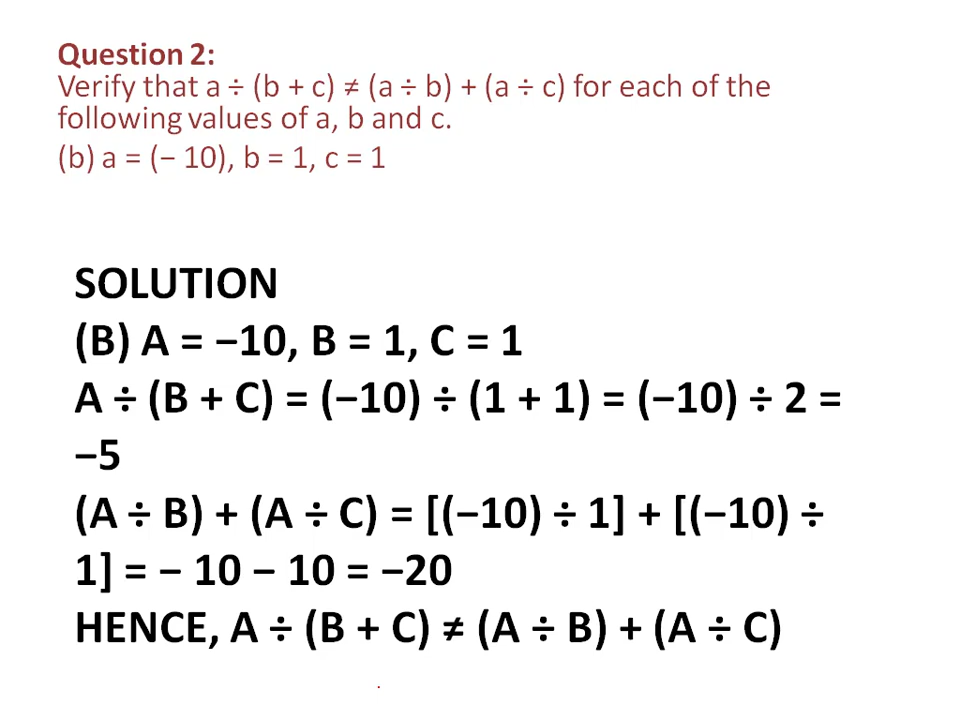 Question 2:
Verify that a ÷ (b + c) ≠ (a ÷ b) + (a ÷ c) for each of the
following values of a, b and c.
(b) a = (− 10), b = 1, c = 1
SOLUTION
(B) A = −10, B = 1, C = 1
A ÷ (B + C) = (−10) ÷ (1 + 1) = (−10) ÷ 2 =
−5
(A ÷ B) + (A ÷ C) = [(−10) ÷ 1] + [(−10) ÷
1] = − 10 − 10 = −20
HENCE, A ÷ (B + C) ≠ (A ÷ B) + (A ÷ C)
.